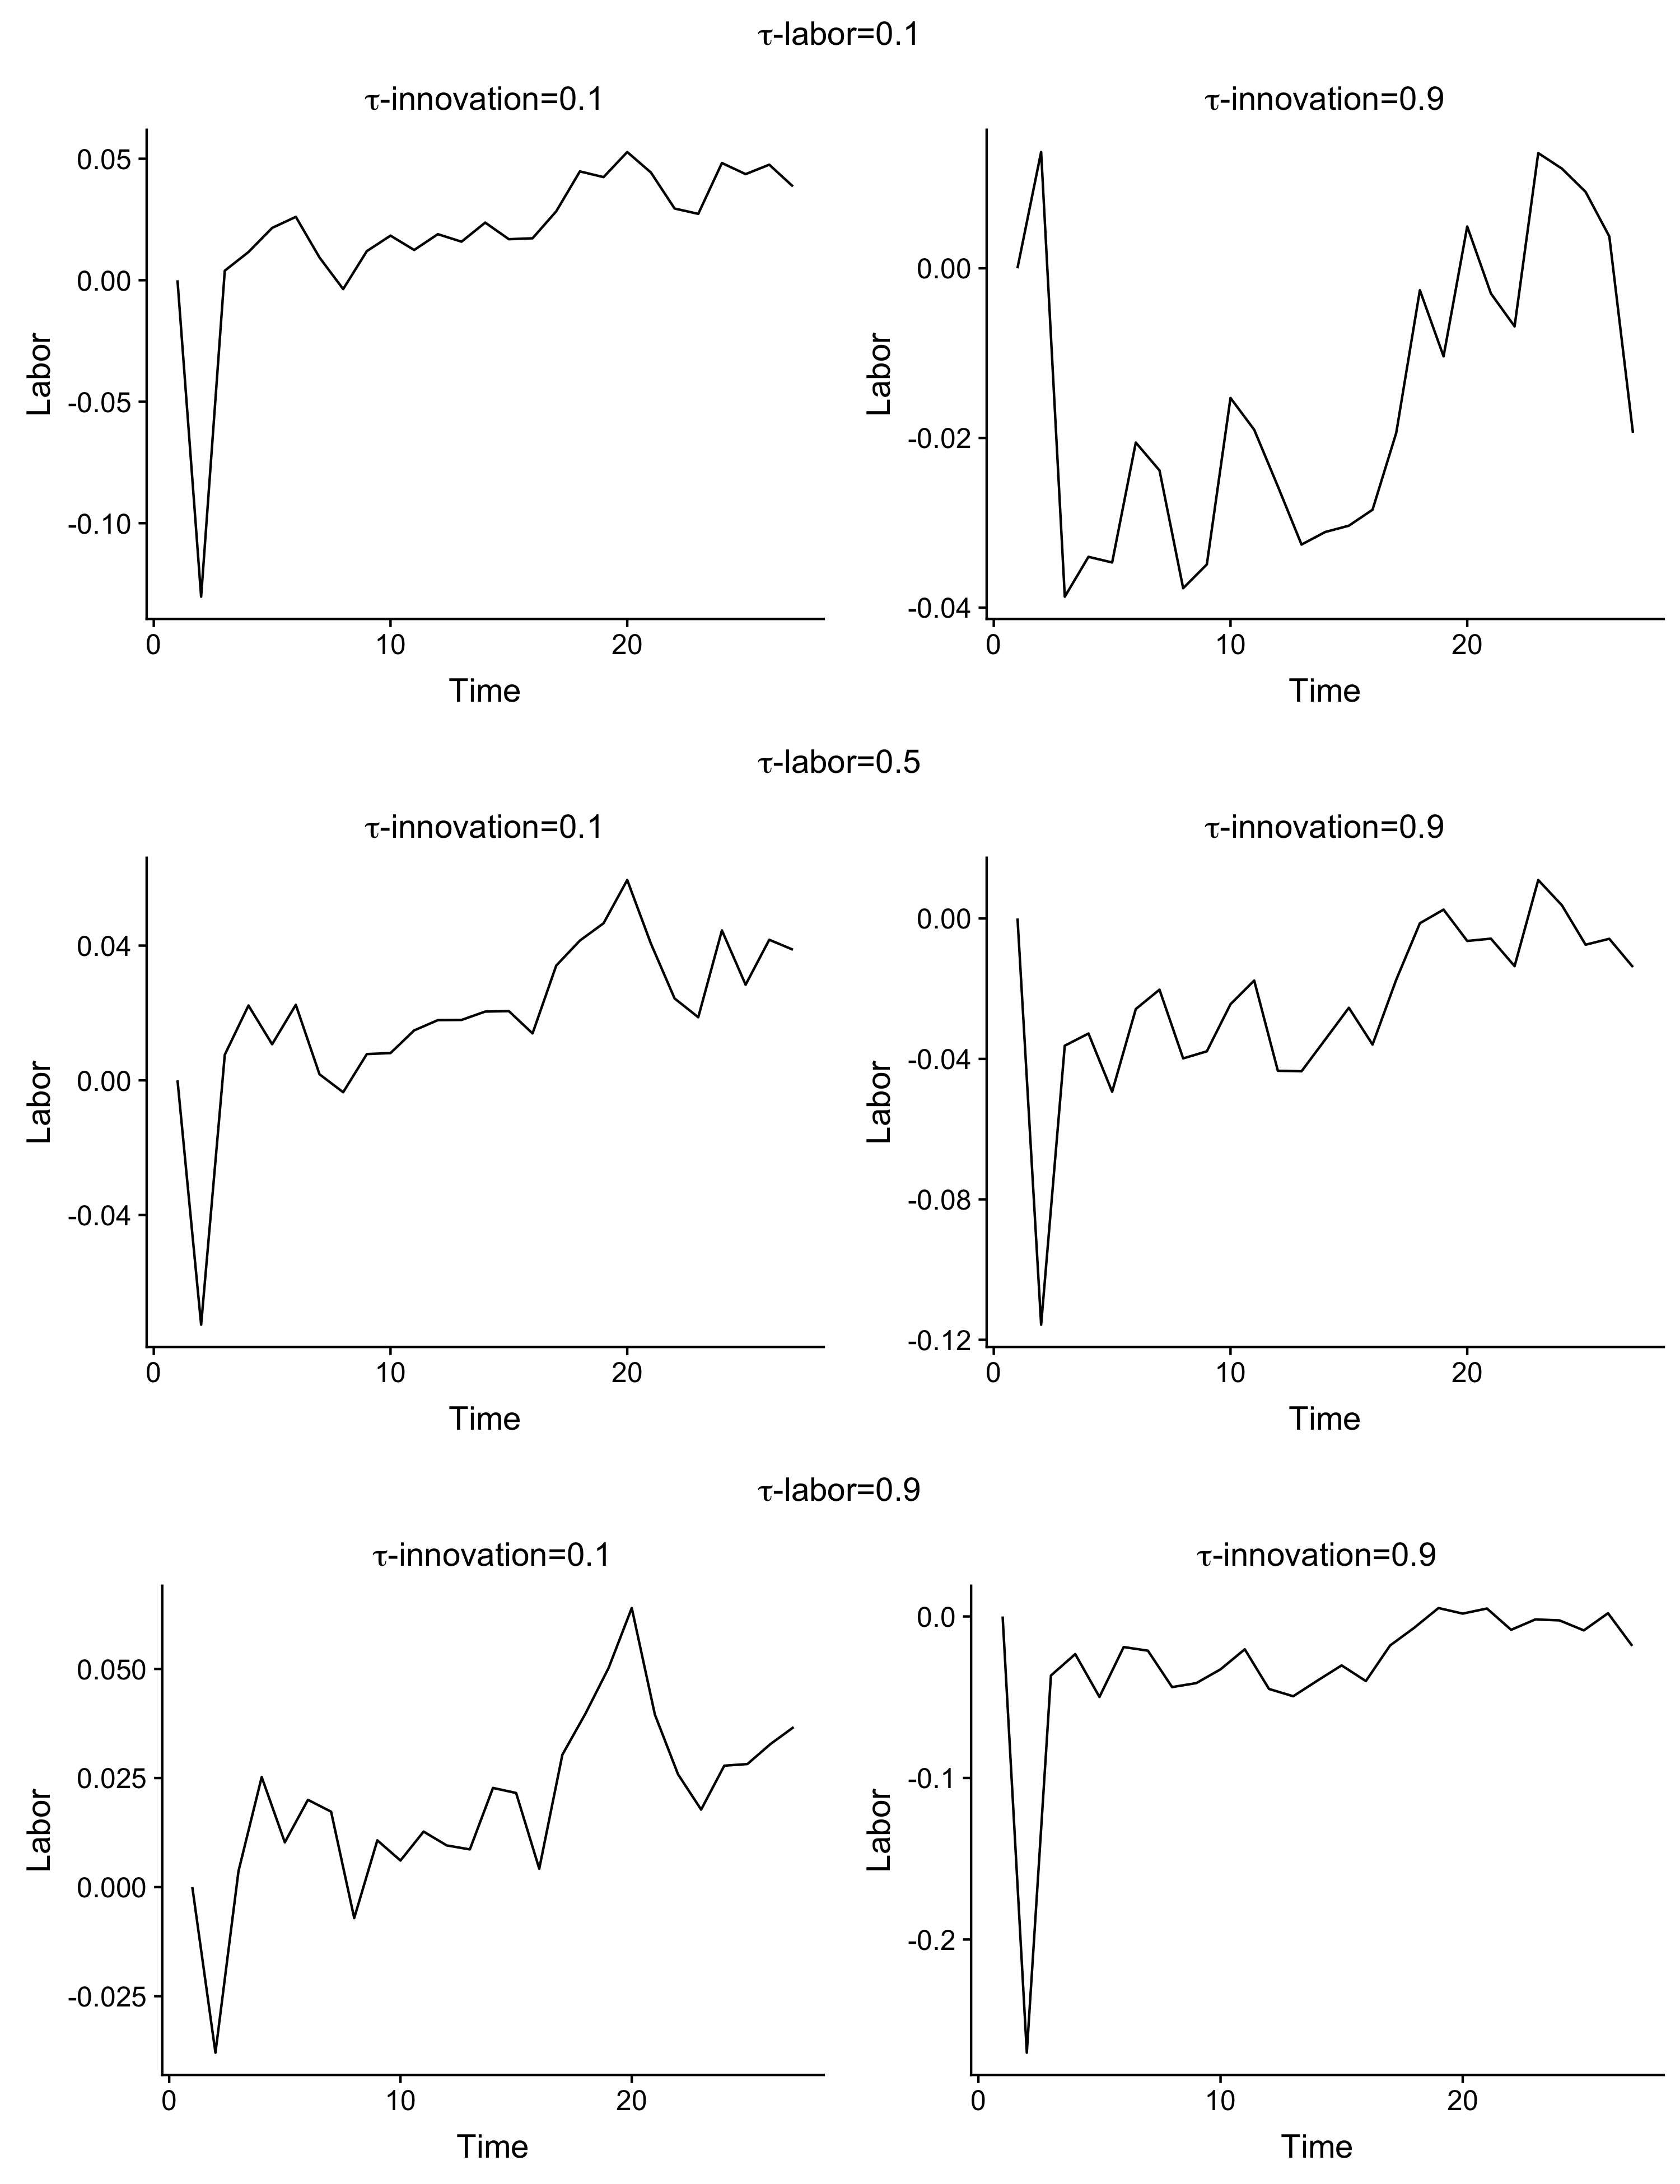 τ-labor=0.1
τ-innovation=0.1
τ-innovation=0.9
0.05
0.00
-0.05
-0.10
Labor
0
10
20
Time
0.00
-0.02
-0.04
Labor
0
10
20
Time
τ-labor=0.5
τ-innovation=0.1
τ-innovation=0.9
0.04
0.00
-0.04
Labor
0
10
20
Time
0.00
-0.04
-0.08
-0.12
Labor
0
10
20
Time
τ-labor=0.9
τ-innovation=0.1
τ-innovation=0.9
0.050
0.025
0.000
-0.025
Labor
0
10
20
Time
0.0
-0.1
-0.2
Labor
0
10
20
Time